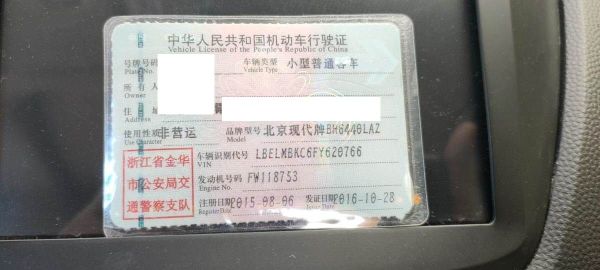 中华人民共和国机动车行驶证
Vehicle License of the People's Republic of China
号牌号码 车辆类型 小型普通客车
Plate No. Vehicle Type
所有人
Owner
住
Address
使用性质 非营运 品牌型号 北京现代牌BH6440LAZ
Use Character Model
浙江省金华
市公安局交
通警察支队
车辆识别代号 LBELMBKC6FY620766
VIN
发动机号码 FW118753
Engine No.
注册日期 2015-08-06 发证日期 2016-10-28
Register Date Issue Date